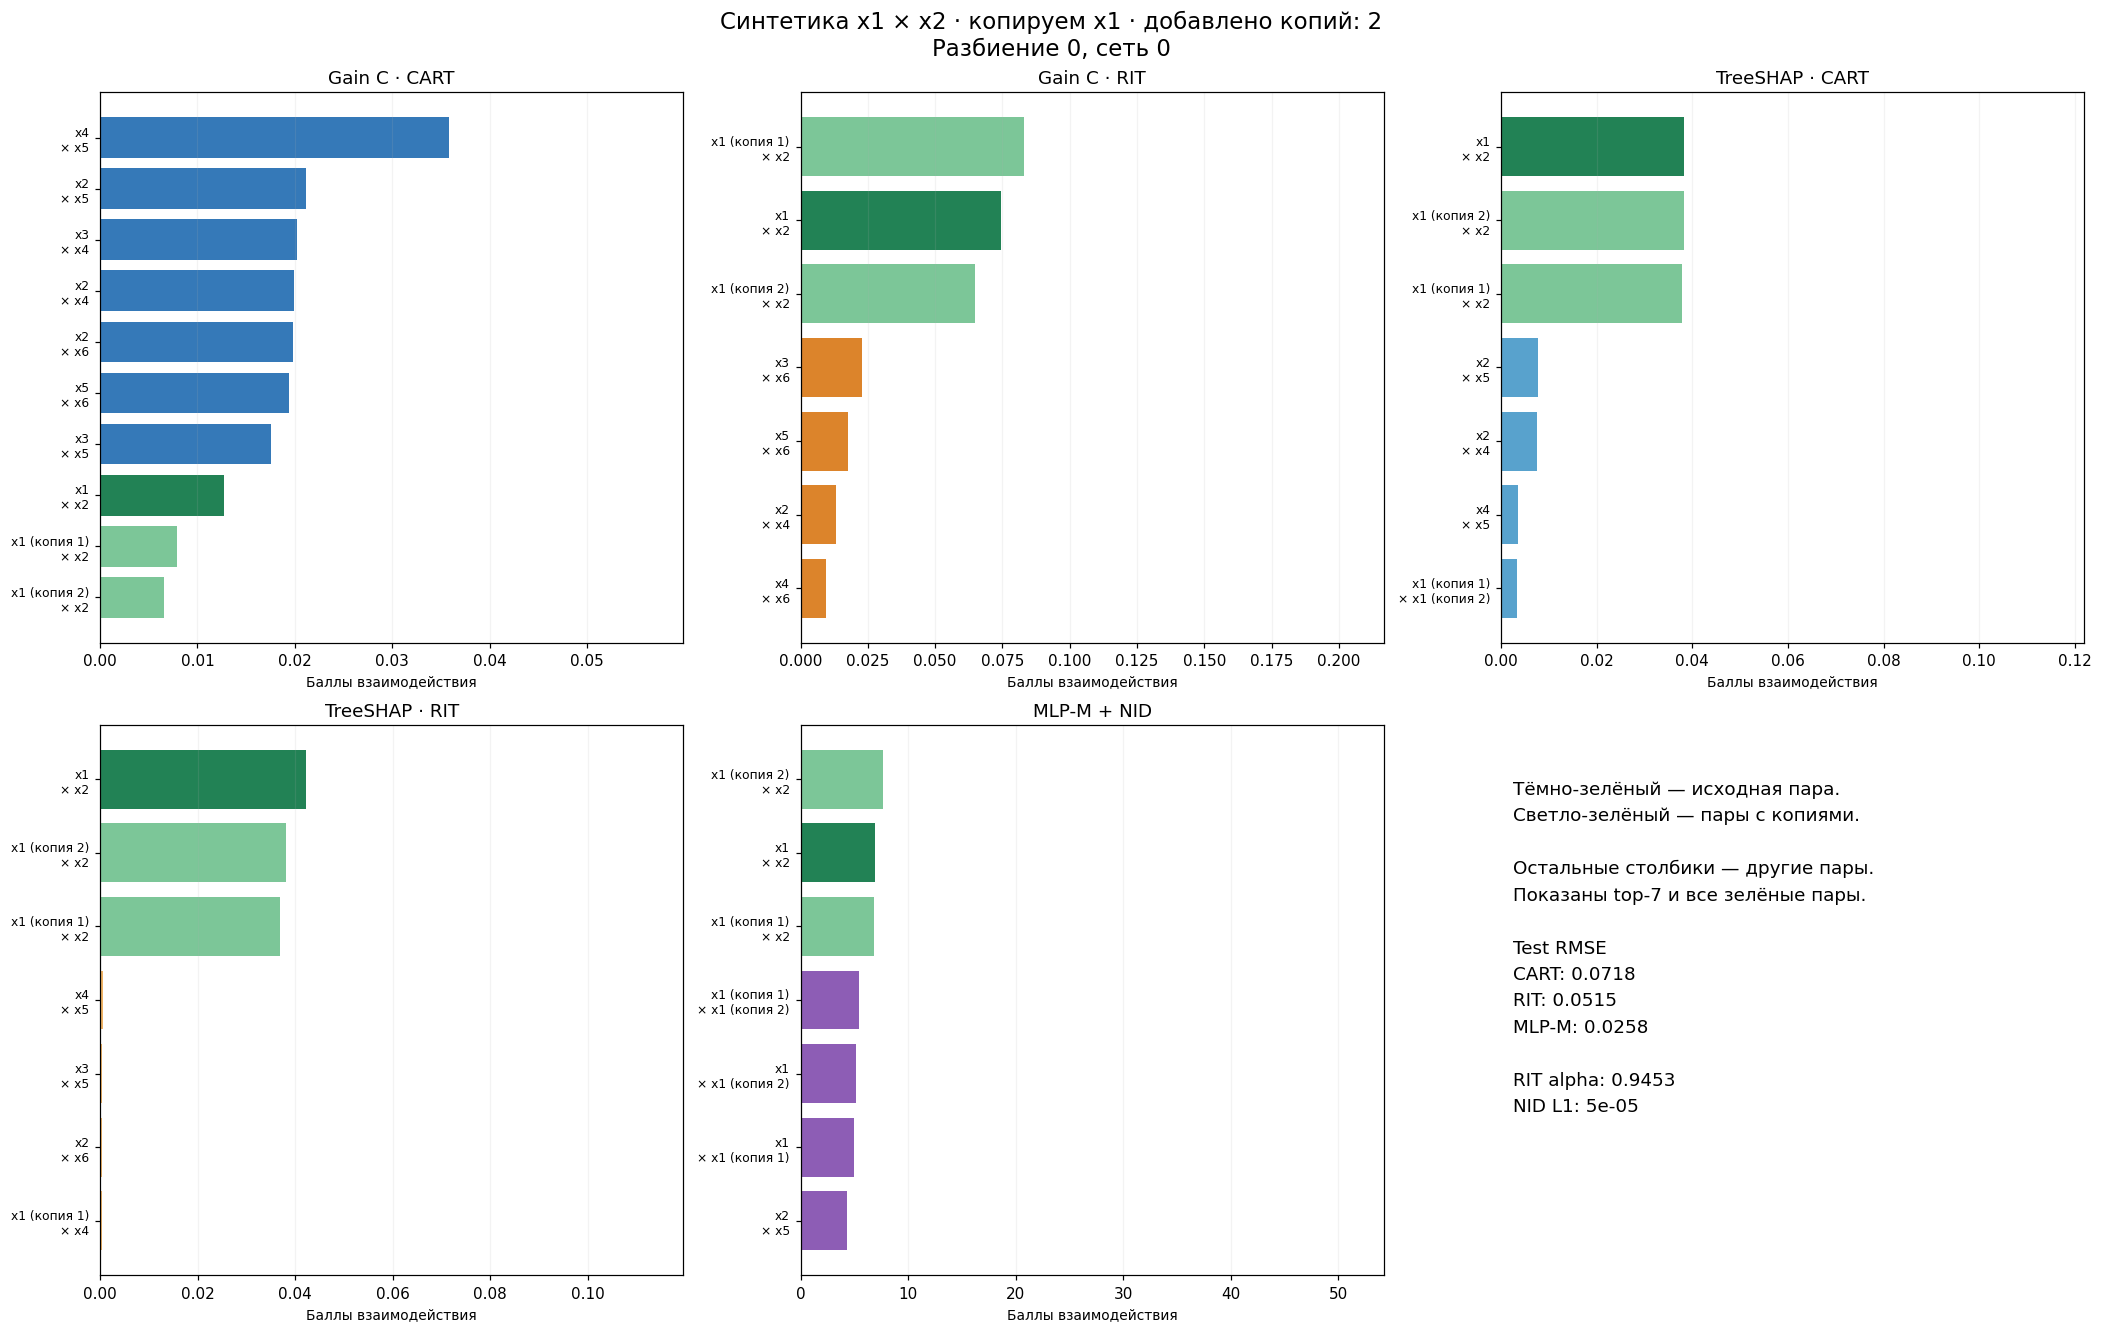 Синтетика x1 × x2 · копируем x1 · добавлено копий: 2
Разбиение 0, сеть 0
Gain C · CART
x4
× x5
x2
× x5
x3
× x4
x2
× x4
x2
× x6
x5
× x6
x3
× x5
x1
× x2
x1 (копия 1)
× x2
x1 (копия 2)
× x2
0.00 0.01 0.02 0.03 0.04 0.05
Баллы взаимодействия
Gain C · RIT
x1 (копия 1)
× x2
x1
× x2
x1 (копия 2)
× x2
x3
× x6
x5
× x6
x2
× x4
x4
× x6
0.000 0.025 0.050 0.075 0.100 0.125 0.150 0.175 0.200
Баллы взаимодействия
TreeSHAP · CART
x1
× x2
x1 (копия 2)
× x2
x1 (копия 1)
× x2
x2
× x5
x2
× x4
x4
× x5
x1 (копия 1)
× x1 (копия 2)
0.00 0.02 0.04 0.06 0.08 0.10 0.12
Баллы взаимодействия
TreeSHAP · RIT
x1
× x2
x1 (копия 2)
× x2
x1 (копия 1)
× x2
x4
× x5
x3
× x5
x2
× x6
x1 (копия 1)
× x4
0.00 0.02 0.04 0.06 0.08 0.10
Баллы взаимодействия
MLP-M + NID
x1 (копия 2)
× x2
x1
× x2
x1 (копия 1)
× x2
x1 (копия 1)
× x1 (копия 2)
x1
× x1 (копия 2)
x1
× x1 (копия 1)
x2
× x5
0 10 20 30 40 50
Баллы взаимодействия
Тёмно-зелёный — исходная пара.
Светло-зелёный — пары с копиями.
Остальные столбики — другие пары.
Показаны top-7 и все зелёные пары.
Test RMSE
CART: 0.0718
RIT: 0.0515
MLP-M: 0.0258
RIT alpha: 0.9453
NID L1: 5e-05